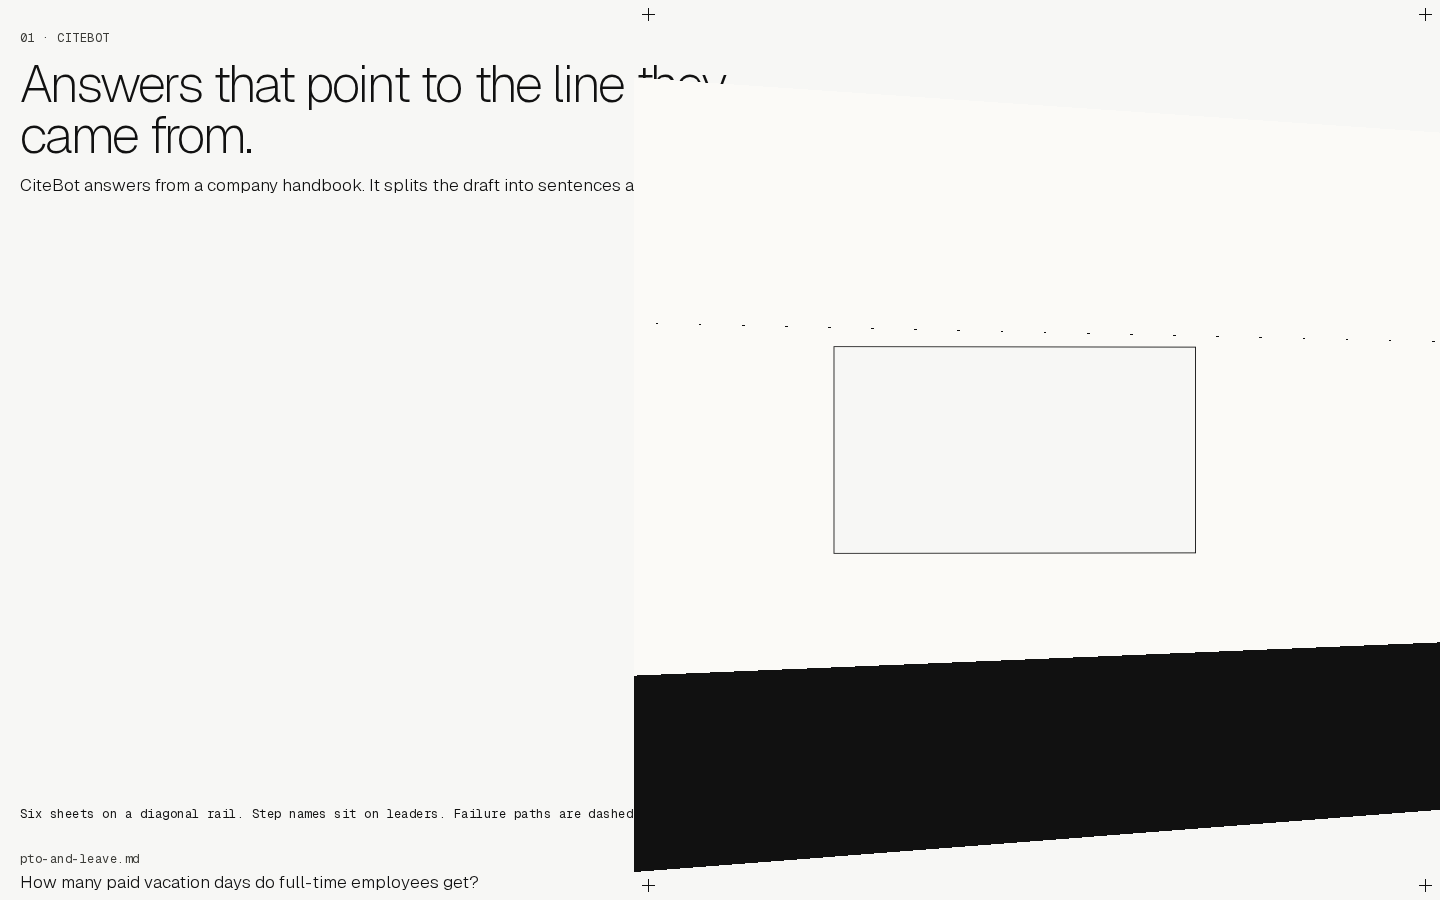 01 · CITEBOT
Answers that point to the line they
came from.
CiteBot answers from a company handbook. It splits the draft into sentences a
Six sheets on a diagonal rail. Step names sit on leaders. Failure paths are dashed
pto-and-leave.md
How many paid vacation days do full-time employees get?